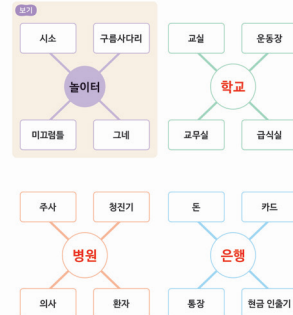 보기
시소 구름사다리
놀이터
미끄럼틀 그네
교실 운동장
학교
교무실 급식실
주사 청진기
병원
의사 환자
돈 카드
은행
통장 현금 인출기